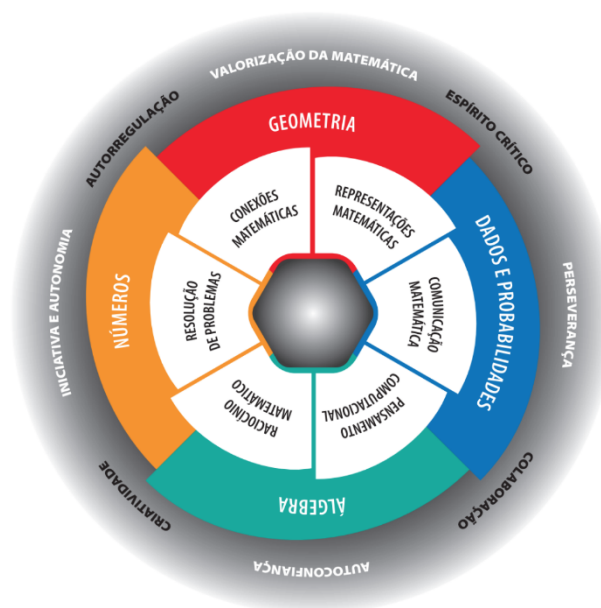 VALORIZAÇÃO DA MATEMÁTICA
ESPÍRITO CRÍTICO
PERSEVERANÇA
COLABORAÇÃO
AUTOCONFIANÇA
CRIATIVIDADE
INICIATIVA E AUTONOMIA
AUTORREGULAÇÃO
GEOMETRIA
DADOS E PROBABILIDADES
ÁLGEBRA
NÚMEROS
CONEXÕES
MATEMÁTICAS
REPRESENTAÇÕES
MATEMÁTICAS
COMUNICAÇÃO
MATEMÁTICA
PENSAMENTO
COMPUTACIONAL
RACIOCÍNIO
MATEMÁTICO
RESOLUÇÃO
DE PROBLEMAS